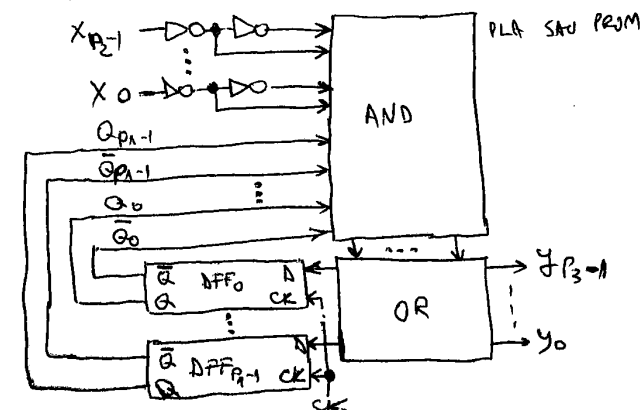 X_{P₂-1} PLA SAU PROM
X_0
AND
Q_{P₁-1}
Q̄_{P₁-1}
Q_0
Q̄_0
Q̄ DFF_0 D
Q CK
OR
y_{P₃-1}
y_0
Q̄ DFF_{P₁-1} D
Q CK
CK